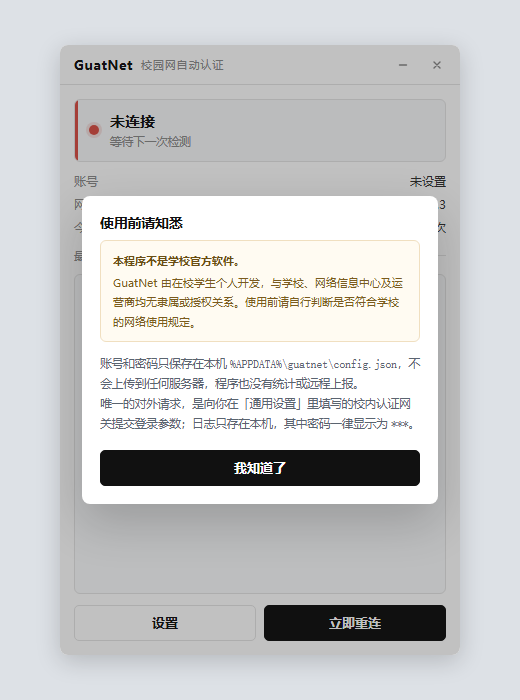 GuatNet 校园网自动认证
未连接
等待下一次检测
账号 未设置
网 3
次
使用前请知悉
本程序不是学校官方软件。
GuatNet 由在校学生个人开发，与学校、网络信息中心及运
营商均无隶属或授权关系。使用前请自行判断是否符合学校
的网络使用规定。
账号和密码只保存在本机 %APPDATA%\guatnet\config.json，不
会上传到任何服务器，程序也没有统计或远程上报。
唯一的对外请求，是向你在「通用设置」里填写的校内认证网
关提交登录参数；日志只存在本机，其中密码一律显示为 ***。
我知道了
设置 立即重连